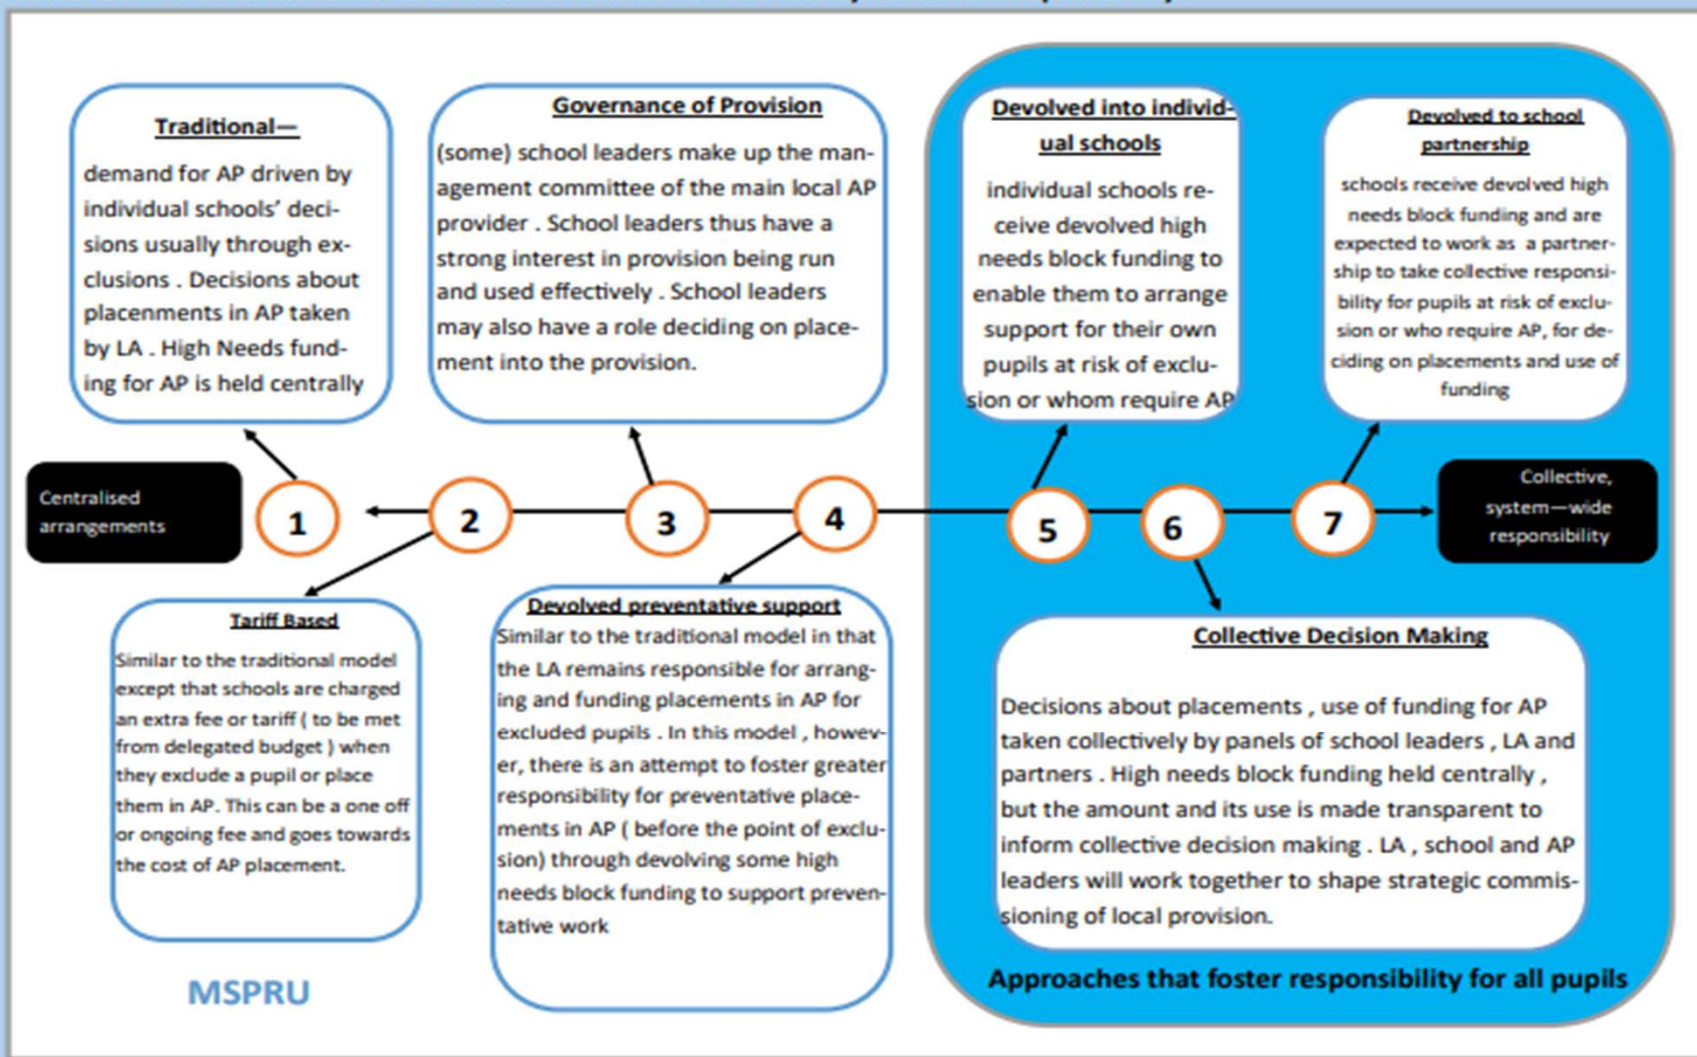 Traditional—
demand for AP driven by
individual schools' deci-
sions usually through ex-
clusions . Decisions about
placenments in AP taken
by LA . High Needs fund-
ing for AP is held centrally
Governance of Provision
(some) school leaders make up the man-
agement committee of the main local AP
provider . School leaders thus have a
strong interest in provision being run
and used effectively . School leaders
may also have a role deciding on place-
ment into the provision.
Devolved into individ-
ual schools
individual schools re-
ceive devolved high
needs block funding to
enable them to arrange
support for their own
pupils at risk of exclu-
sion or whom require AP
Devolved to school
partnership
schools receive devolved high
needs block funding and are
expected to work as a partner-
ship to take collective responsi-
bility for pupils at risk of exclu-
sion or who require AP, for de-
ciding on placements and use of
funding
Centralised
arrangements
1
2
3
4
5
6
7
Collective,
system—wide
responsibility
Tariff Based
Similar to the traditional model
except that schools are charged
an extra fee or tariff ( to be met
from delegated budget ) when
they exclude a pupil or place
them in AP. This can be a one off
or ongoing fee and goes towards
the cost of AP placement.
Devolved preventative support
Similar to the traditional model in that
the LA remains responsible for arrang-
ing and funding placements in AP for
excluded pupils . In this model , howev-
er, there is an attempt to foster greater
responsibility for preventative place-
ments in AP ( before the point of exclu-
sion) through devolving some high
needs block funding to support preven-
tative work
Collective Decision Making
Decisions about placements , use of funding for AP
taken collectively by panels of school leaders , LA and
partners . High needs block funding held centrally ,
but the amount and its use is made transparent to
inform collective decision making . LA , school and AP
leaders will work together to shape strategic commis-
sioning of local provision.
MSPRU
Approaches that foster responsibility for all pupils